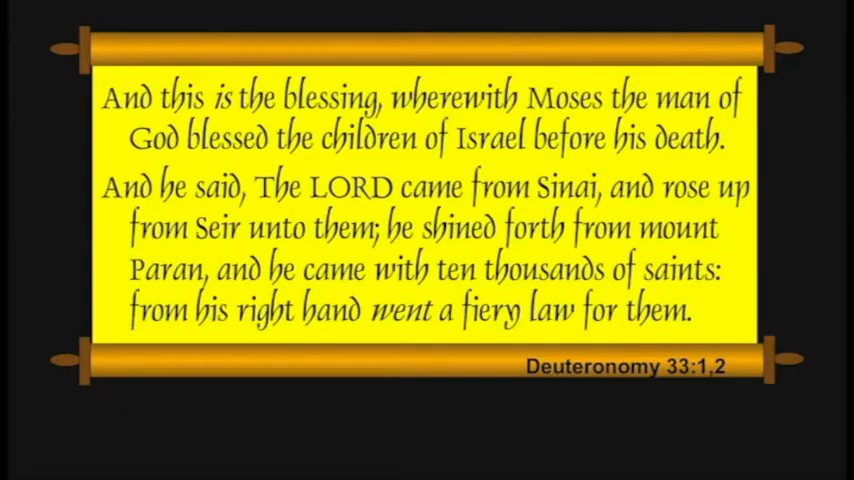 And this is the blessing, wherewith Moses the man of
God blessed the children of Israel before his death.
And he said, The LORD came from Sinai, and rose up
from Seir unto them; he shined forth from mount
Paran, and he came with ten thousands of saints:
from his right hand went a fiery law for them.
Deuteronomy 33:1,2